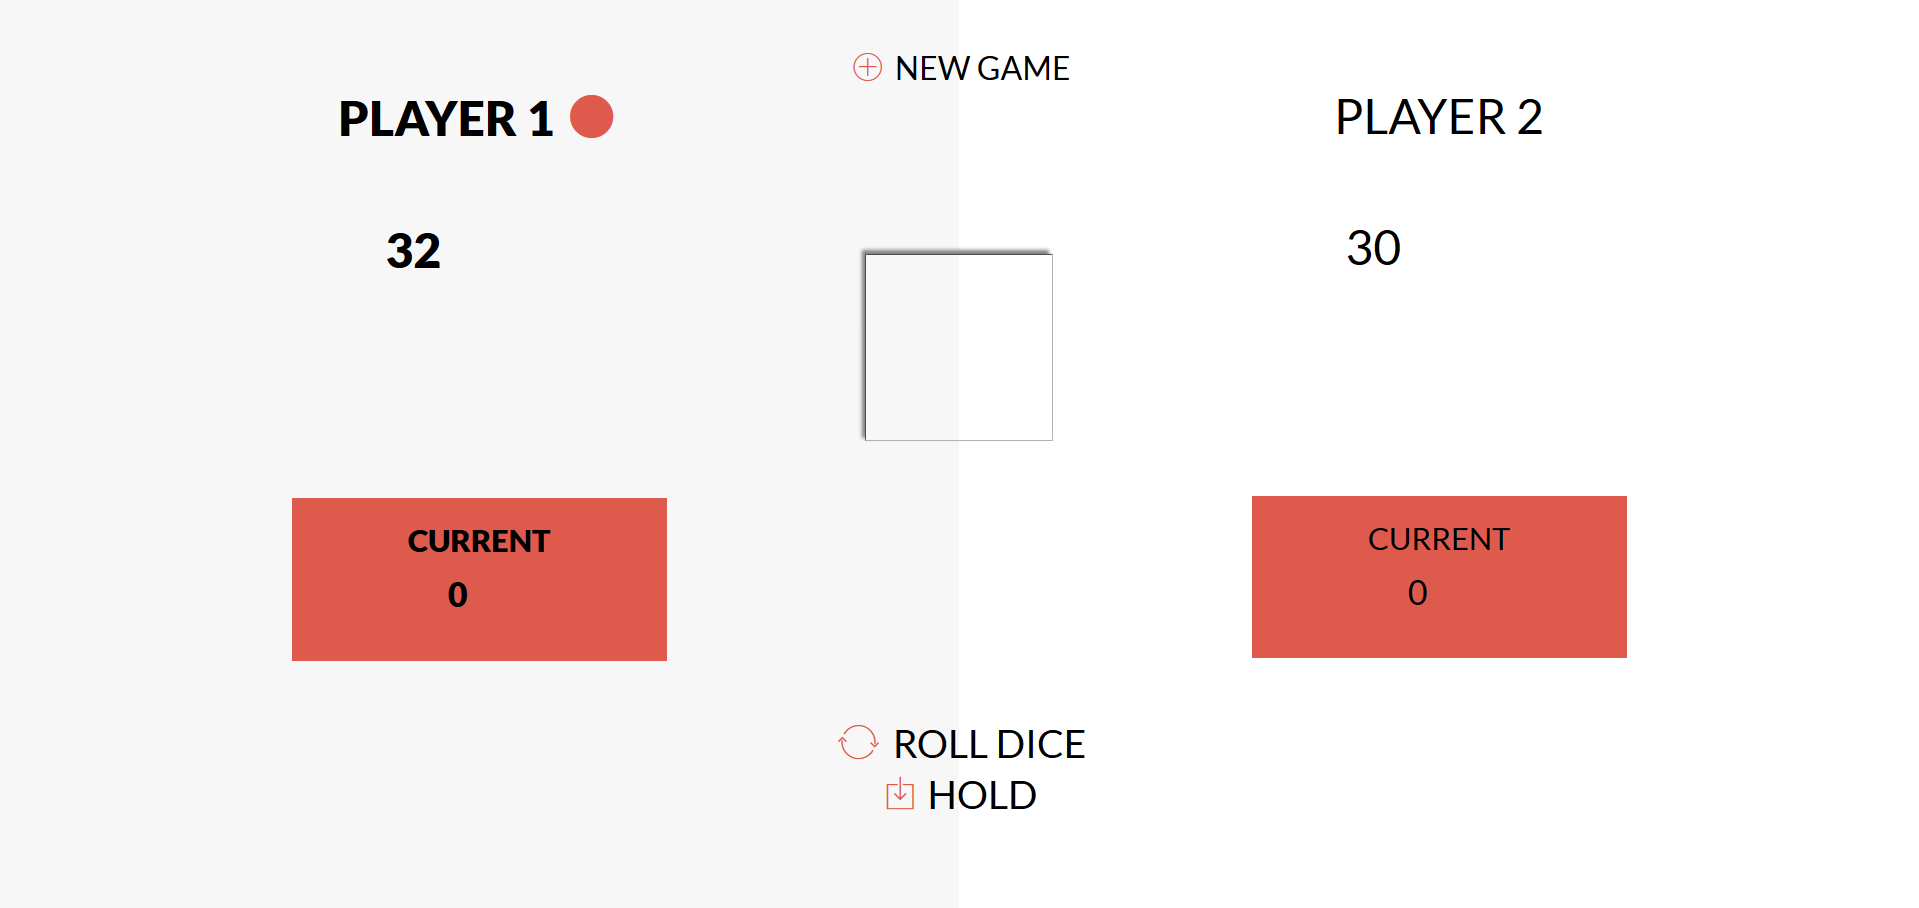 NEW GAME
PLAYER 1
PLAYER 2
32
30
CURRENT
0
CURRENT
0
ROLL DICE
HOLD